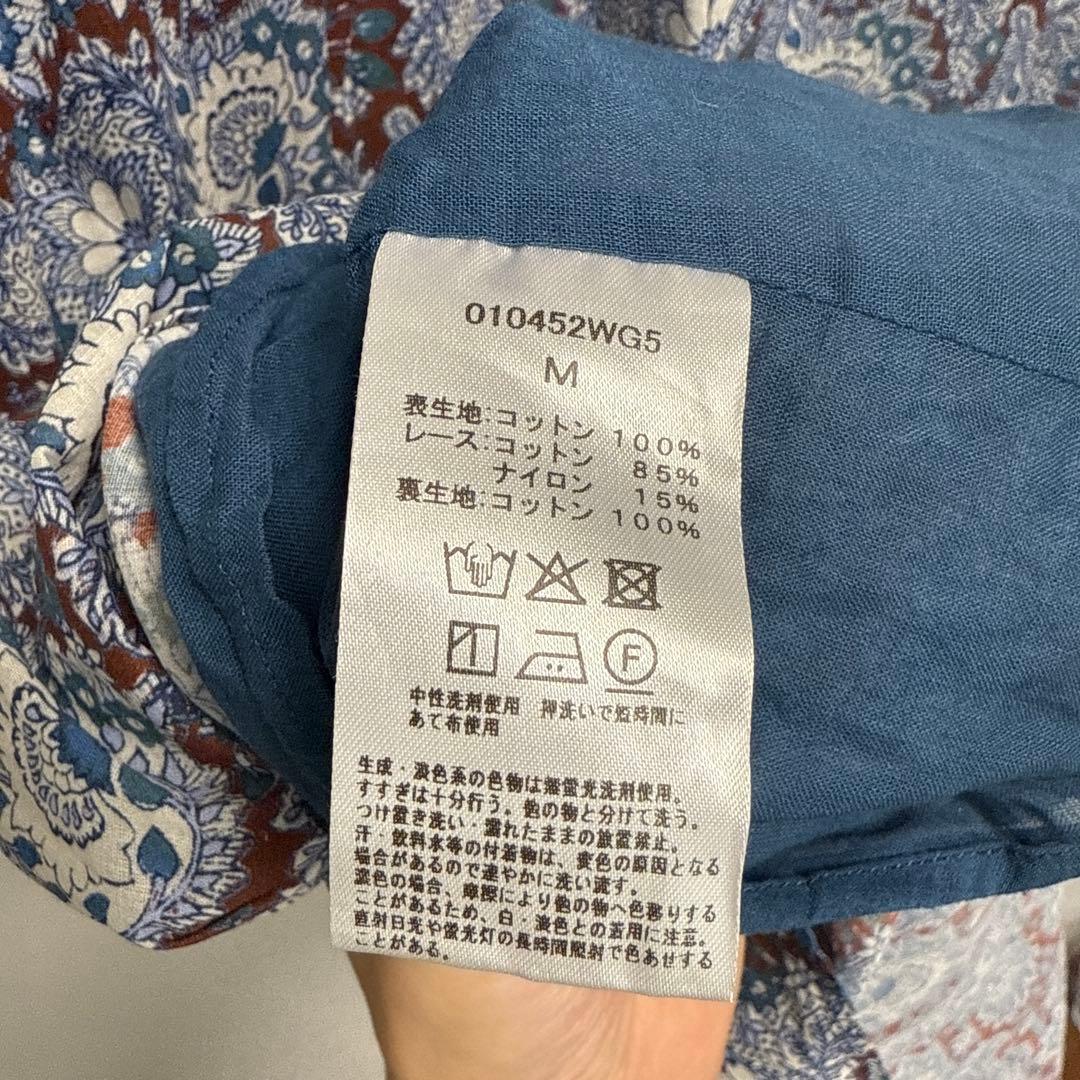 010452WG5
M
表生地:コットン 100%
レース:コットン 85%
ナイロン 15%
裏生地:コットン 100%
F
中性洗剤使用 押洗いで短時間に
あて布使用
生成・淡色系の色物は無蛍光洗剤使用。
すすぎは十分行う。他の物と分けて洗う。
つけ置き洗い・濡れたままの放置禁止。
汗・飲料水等の付着物は、変色の原因となる
場合があるので速やかに洗い流す。
濃色の場合、摩擦により他の物へ色移りする
ことがあるため、白・淡色との着用に注意。
直射日光や蛍光灯の長時間照射で色あせする
ことがある。